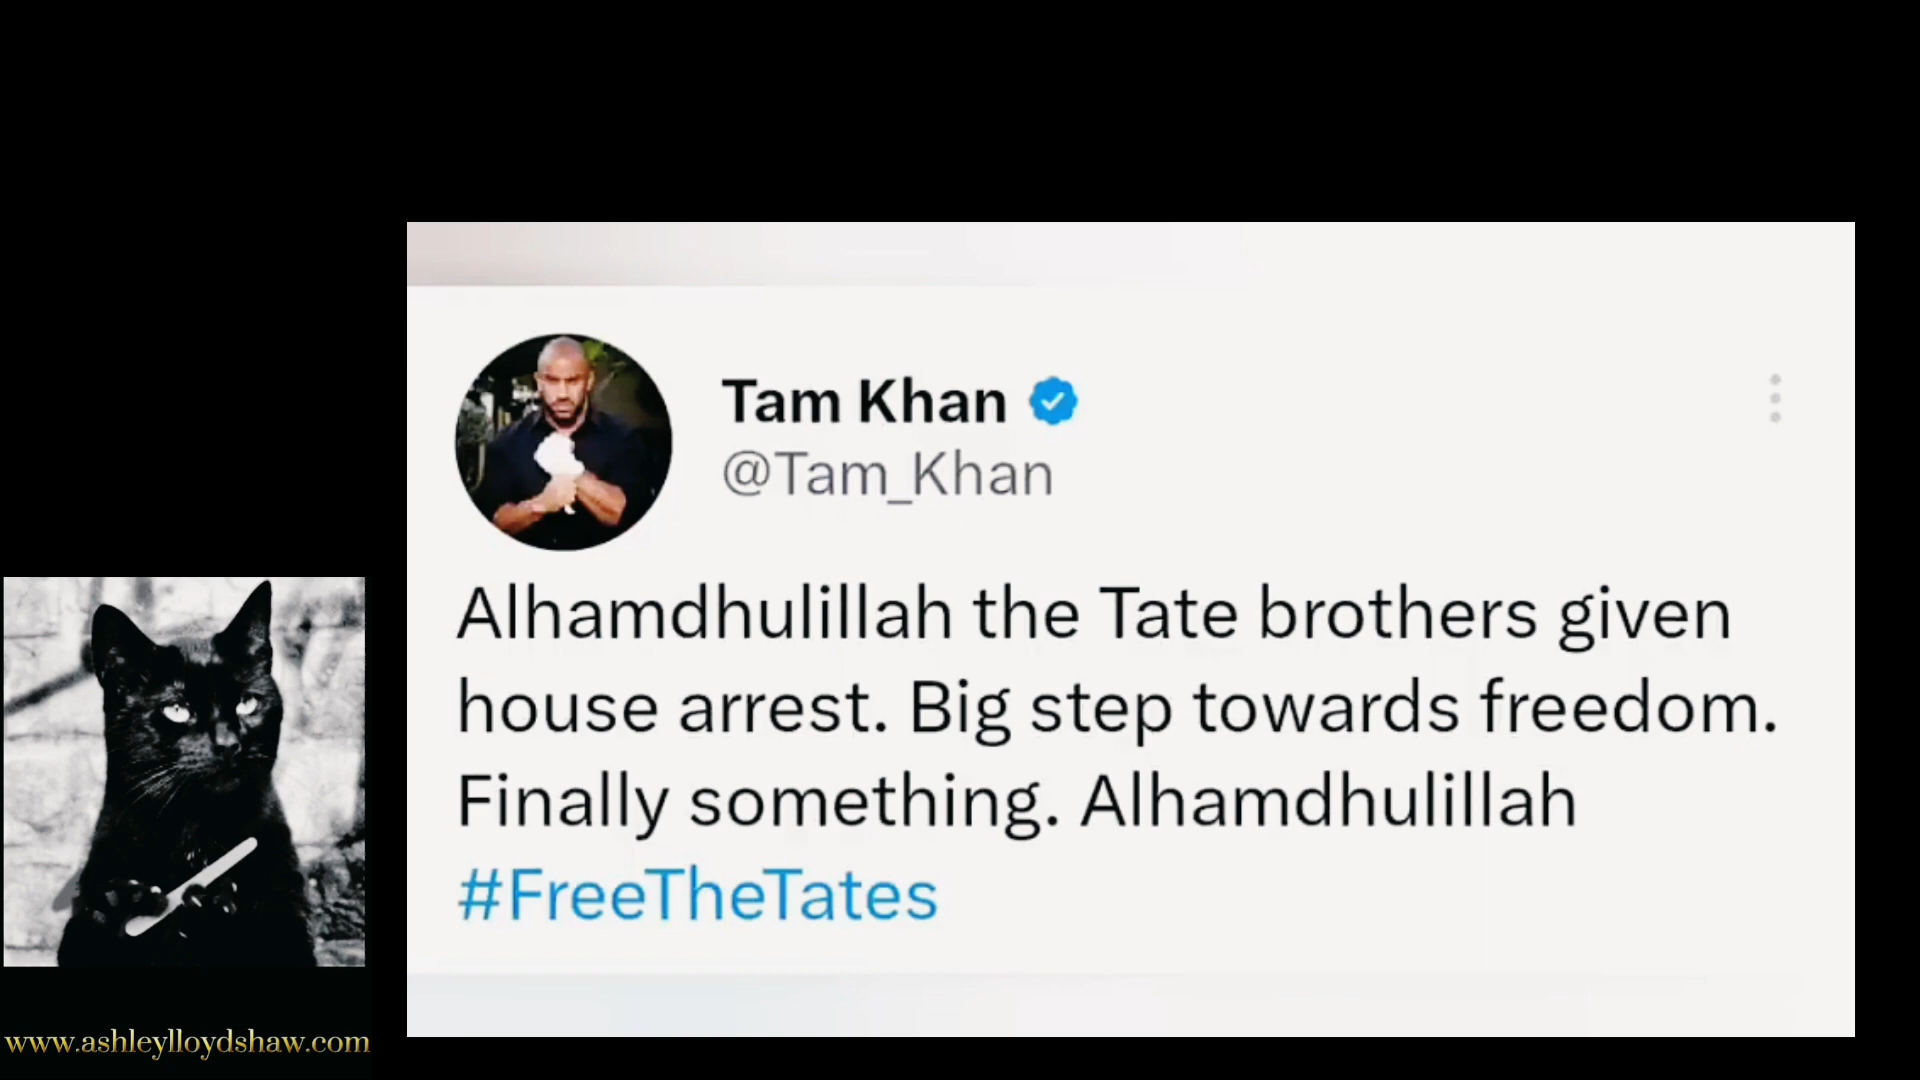 Tam Khan
@Tam_Khan
Alhamdhulillah the Tate brothers given
house arrest. Big step towards freedom.
Finally something. Alhamdhulillah
#FreeTheTates
www.ashleylloydshaw.com